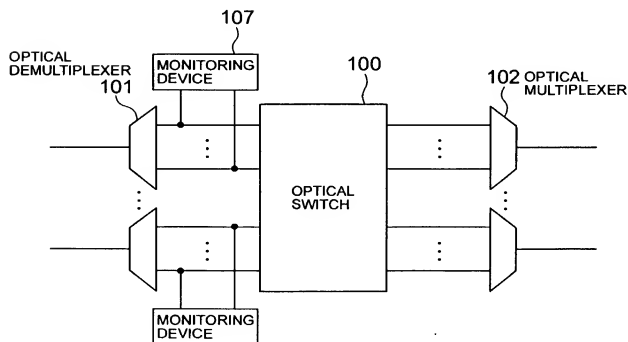 107
OPTICAL
DEMULTIPLEXER
101
MONITORING
DEVICE
100
102 OPTICAL
MULTIPLEXER
OPTICAL
SWITCH
MONITORING
DEVICE